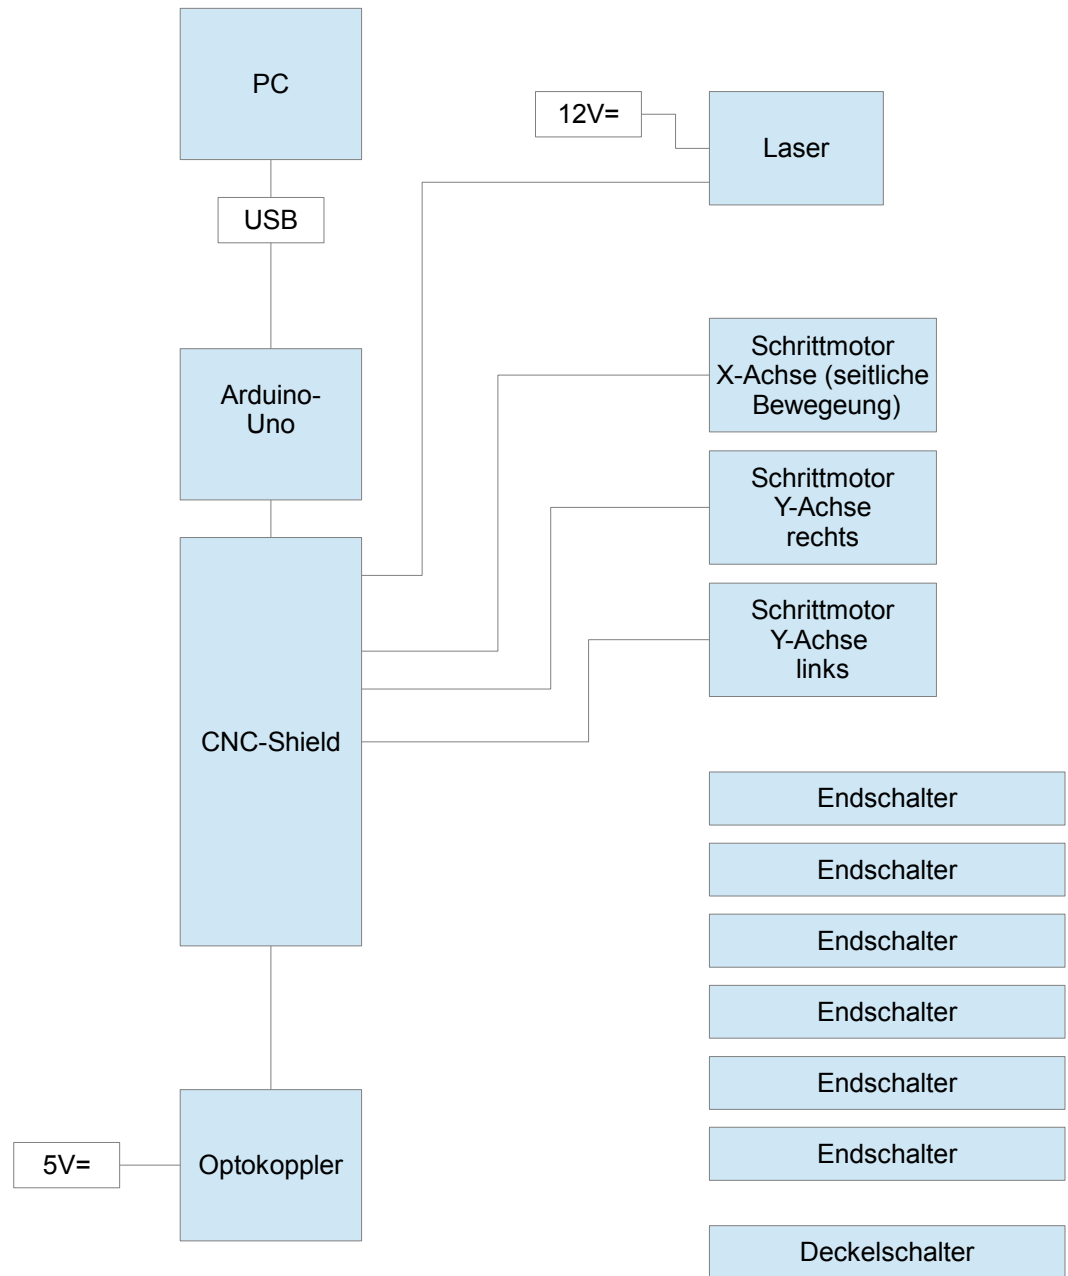 PC
12V=
Laser
USB
Schrittmotor
X-Achse (seitliche
Bewegeung)
Arduino-
Uno
Schrittmotor
Y-Achse
rechts
Schrittmotor
Y-Achse
links
CNC-Shield
Endschalter
Endschalter
Endschalter
Endschalter
Endschalter
Endschalter
5V=
Optokoppler
Deckelschalter